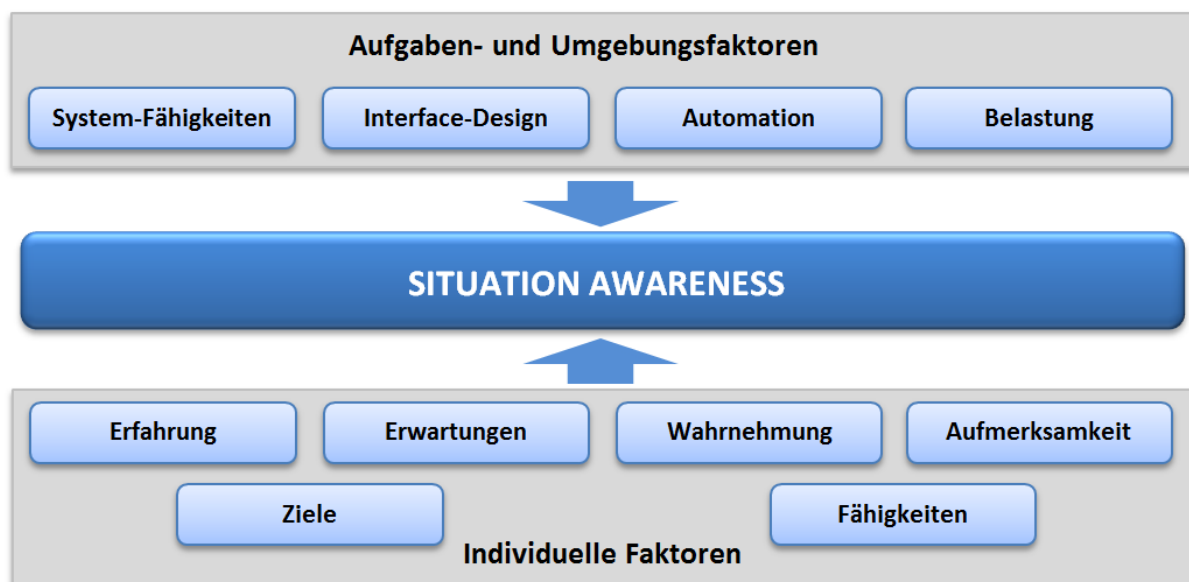 Aufgaben- und Umgebungsfaktoren
System-Fähigkeiten
Interface-Design
Automation
Belastung
SITUATION AWARENESS
Erfahrung
Erwartungen
Wahrnehmung
Aufmerksamkeit
Ziele
Fähigkeiten
Individuelle Faktoren